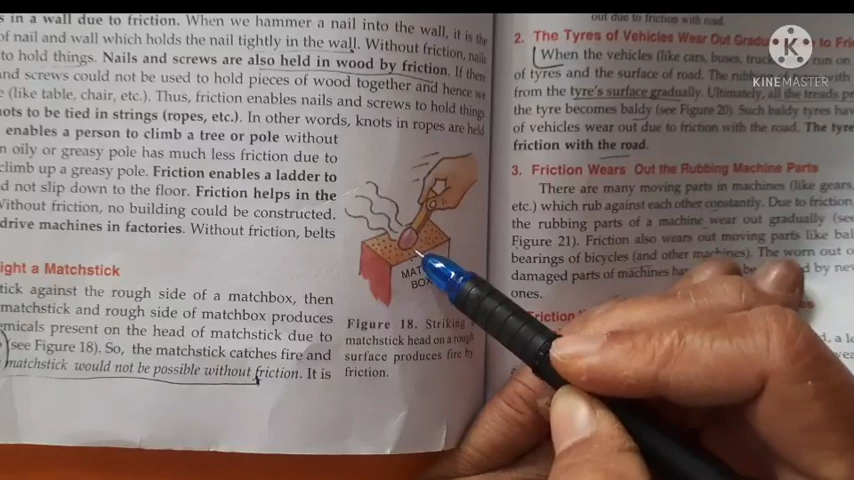 s in a wall due to friction. When we hammer a nail into the wall, it is the
of nail and wall which holds the nail tightly in the wall. Without friction, nails
to hold things. Nails and screws are also held in wood by friction. If there
and screws could not be used to hold pieces of wood together and hence we
e (like table, chair, etc.). Thus, friction enables nails and screws to hold things
nots to be tied in strings (ropes, etc.). In other words, knots in ropes are held
enables a person to climb a tree or pole without
n oily or greasy pole has much less friction due to
climb up a greasy pole. Friction enables a ladder to
d not slip down to the floor. Friction helps in the
Without friction, no building could be constructed.
drive machines in factories. Without friction, belts
ight a Matchstick
tick against the rough side of a matchbox, then
matchstick and rough side of matchbox produces
emicals present on the head of matchstick due to
(see Figure 18). So, the matchstick catches fire and
matchstick would not be possible without friction. It is
MAT
BOX
Figure 18. Striking
matchstick head on a rough
surface produces fire by
friction.
out due to friction with road.
2. The Tyres of Vehicles Wear Out Gradu to Fri
When the vehicles (like cars, buses, truck run on
of tyres and the surface of road. The rubb ith
from the tyre's surface gradually. Ultimately, all the treads
the tyre becomes baldy (see Figure 20). Such baldy tyres hav
of vehicles wear out due to friction with the road. The tyre
friction with the road.
3. Friction Wears Out the Rubbing Machine Parts
There are many moving parts in machines (like gears,
etc.) which rub against each other constantly. Due to friction
the rubbing parts of a machine wear out gradually (se
Figure 21). Friction also wears out moving parts like bal
bearings of bicycles (and other machines). The worn out o
damaged parts of machines hav be by new
ones.
Friction
KINEMASTER